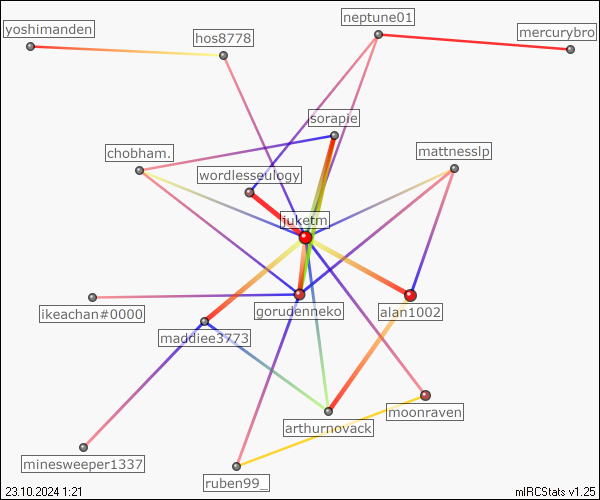 neptune01
yoshimanden
mercurybro
hos8778
sorapie
chobham.
mattnesslp
wordlesseulogy
juketm
ikeachan#0000
gorudenneko
alan1002
maddiee3773
moonraven
arthurnovack
minesweeper1337
ruben99_
23.10.2024 1:21
mIRCStats v1.25